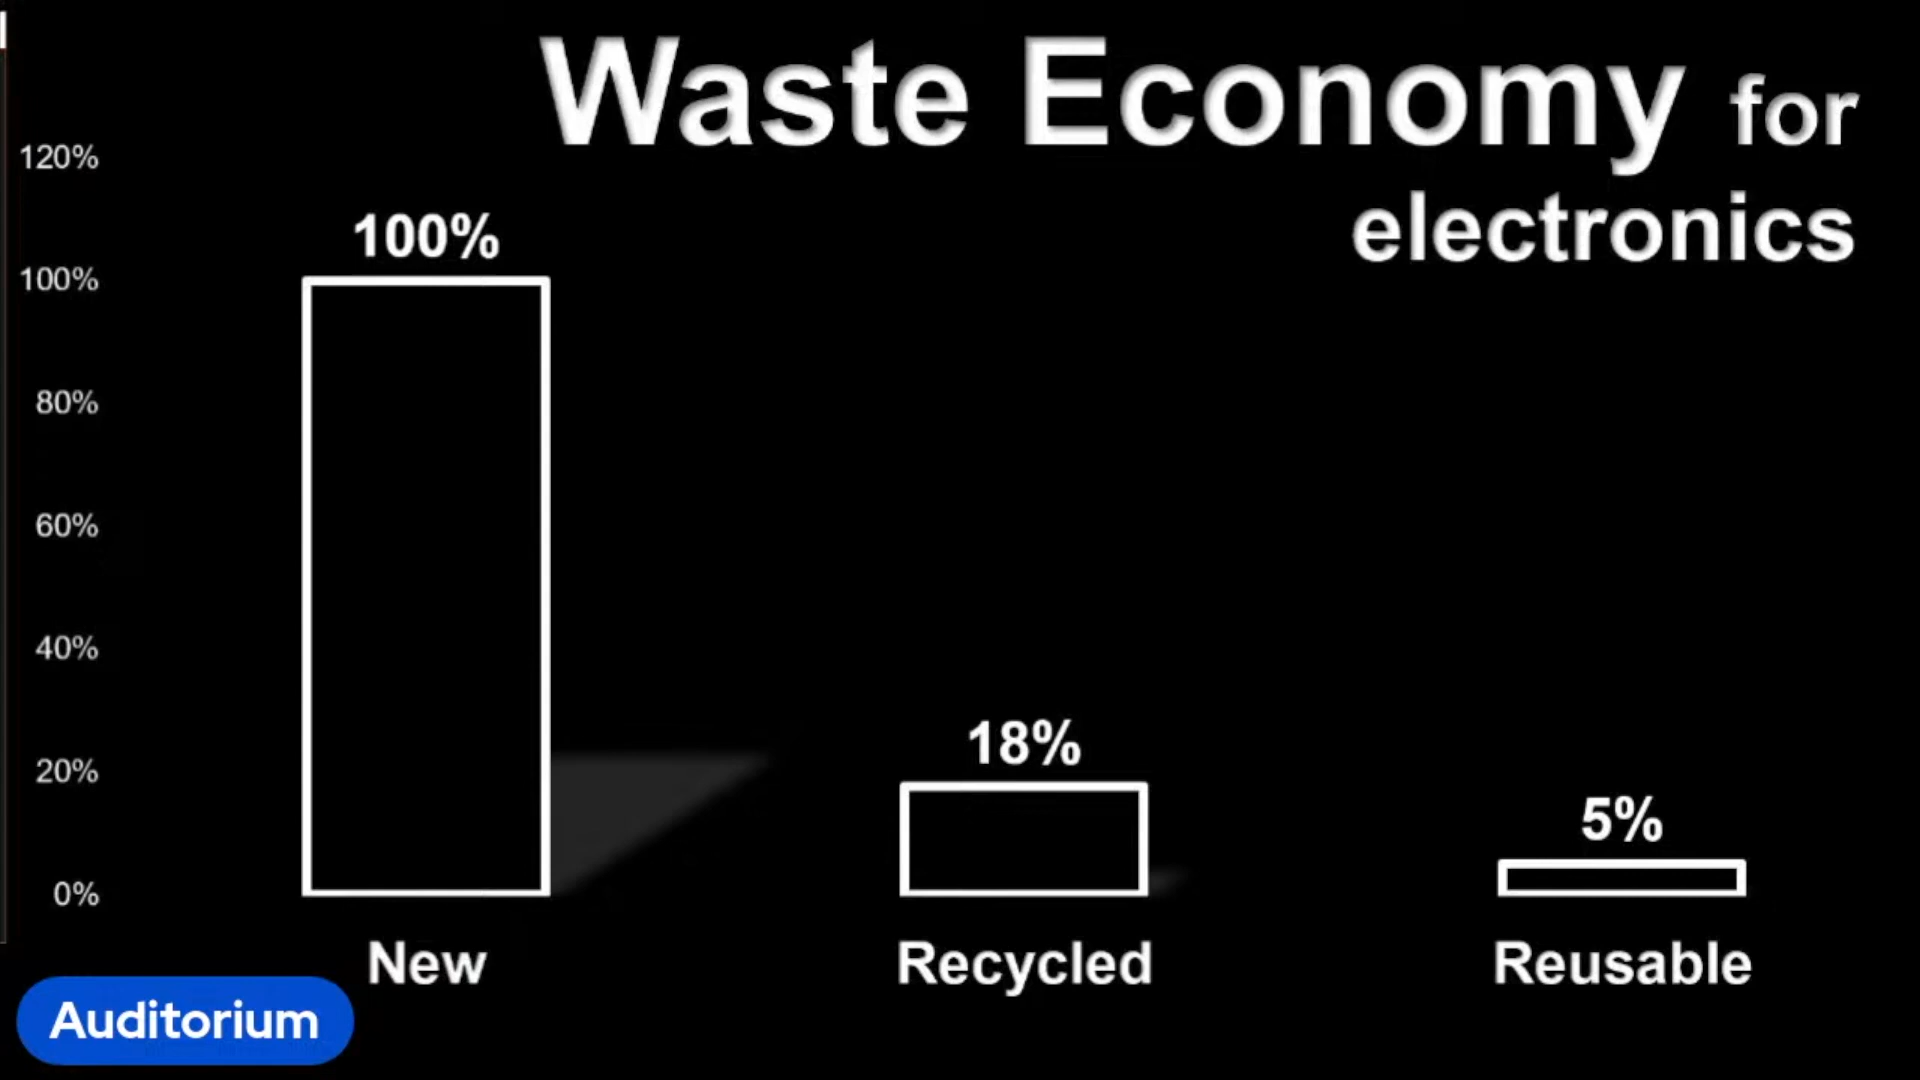 Waste Economy for
electronics
120%
100%
80%
60%
40%
20%
0%
100%
18%
5%
New
Recycled
Reusable
Auditorium